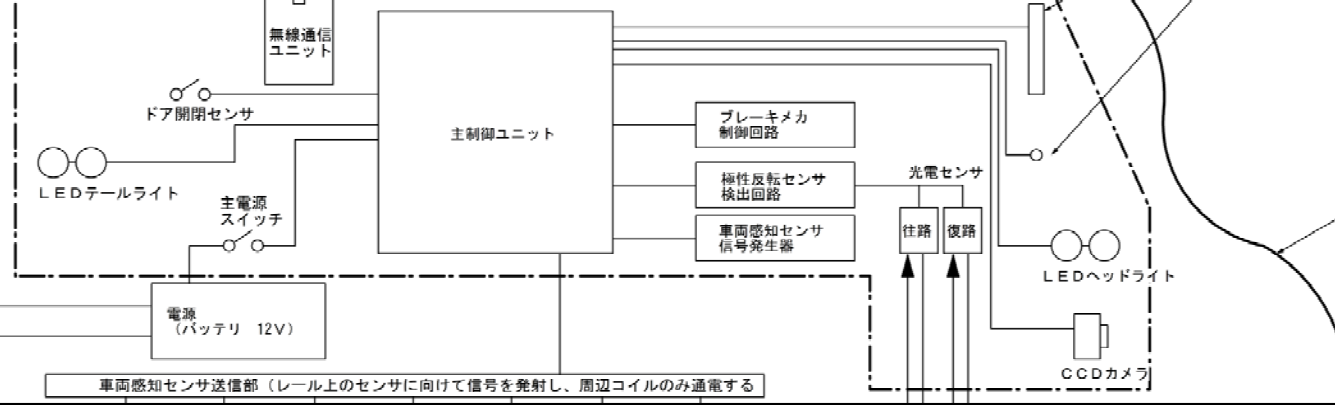 無線通信
ユニット
ドア開閉センサ
主制御ユニット
ブレーキメカ
制御回路
LEDテールライト
極性反転センサ
検出回路
光電センサ
主電源
スイッチ
車両感知センサ
信号発生器
往路
復路
LEDヘッドライト
電源
(バッテリ 12V)
CCDカメラ
車両感知センサ送信部(レール上のセンサに向けて信号を発射し、周辺コイルのみ通電する